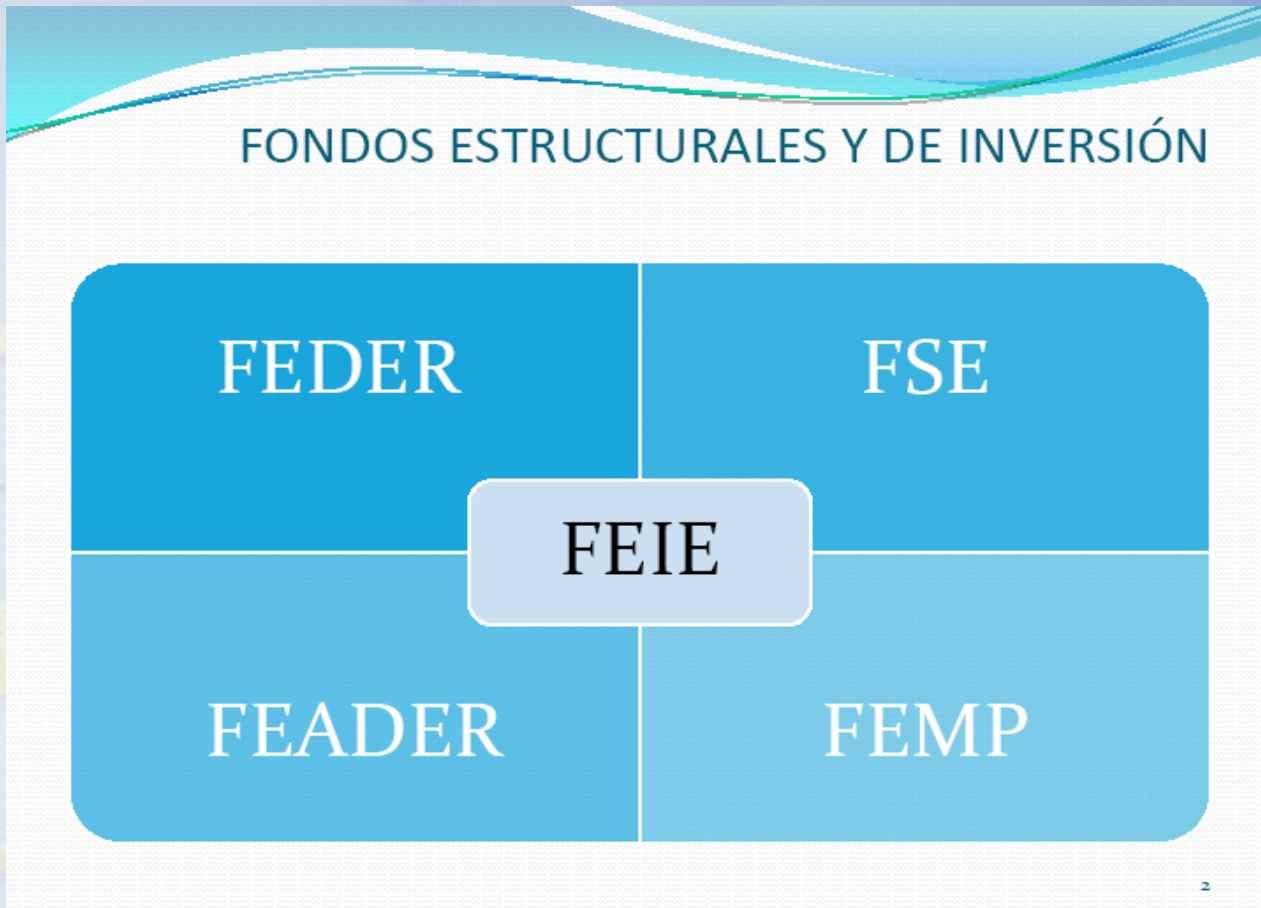 FONDOS ESTRUCTURALES Y DE INVERSIÓN
FEDER
FSE
FEIE
FEADER
FEMP
2